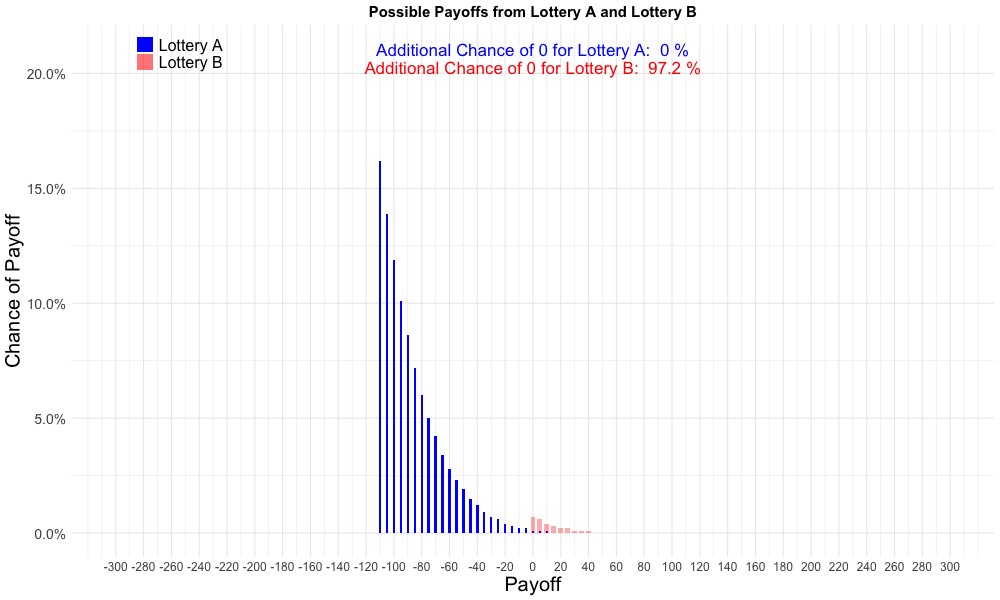 Possible Payoffs from Lottery A and Lottery B
Lottery A
Lottery B
Additional Chance of 0 for Lottery A:  0 %
Additional Chance of 0 for Lottery B:  97.2 %
Chance of Payoff
20.0%
15.0%
10.0%
5.0%
0.0%
-300 -280 -260 -240 -220 -200 -180 -160 -140 -120 -100 -80 -60 -40 -20 0 20 40 60 80 100 120 140 160 180 200 220 240 260 280 300
Payoff